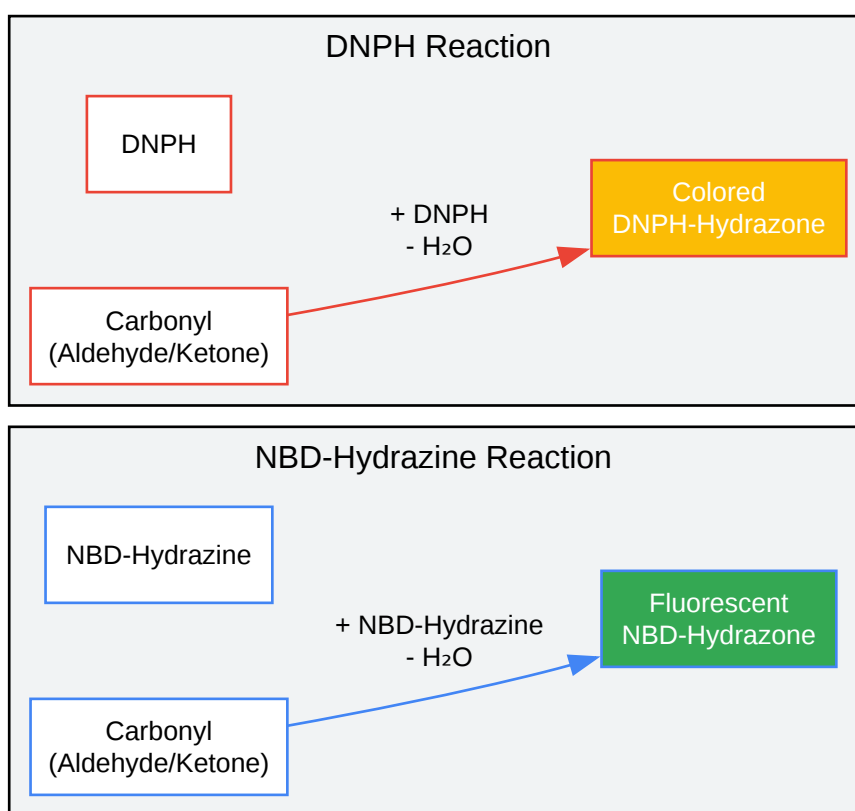 DNPH Reaction
DNPH
Colored
DNPH-Hydrazone
+ DNPH
- H₂O
Carbonyl
(Aldehyde/Ketone)
NBD-Hydrazine Reaction
NBD-Hydrazine
Fluorescent
NBD-Hydrazone
+ NBD-Hydrazine
- H₂O
Carbonyl
(Aldehyde/Ketone)